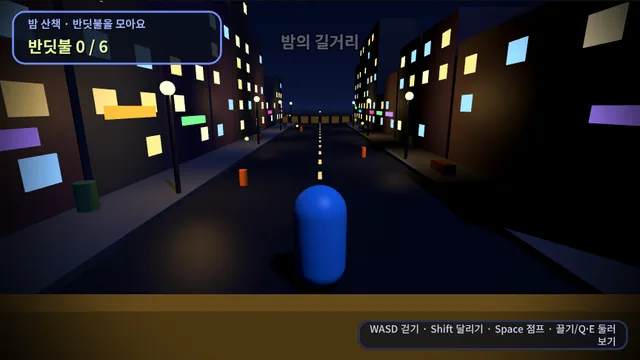 밤 산책 · 반딧불을 모아요
반딧불 0 / 6
밤의 길거리
WASD 걷기 · Shift 달리기 · Space 점프 · 끌기/Q·E 둘러
보기